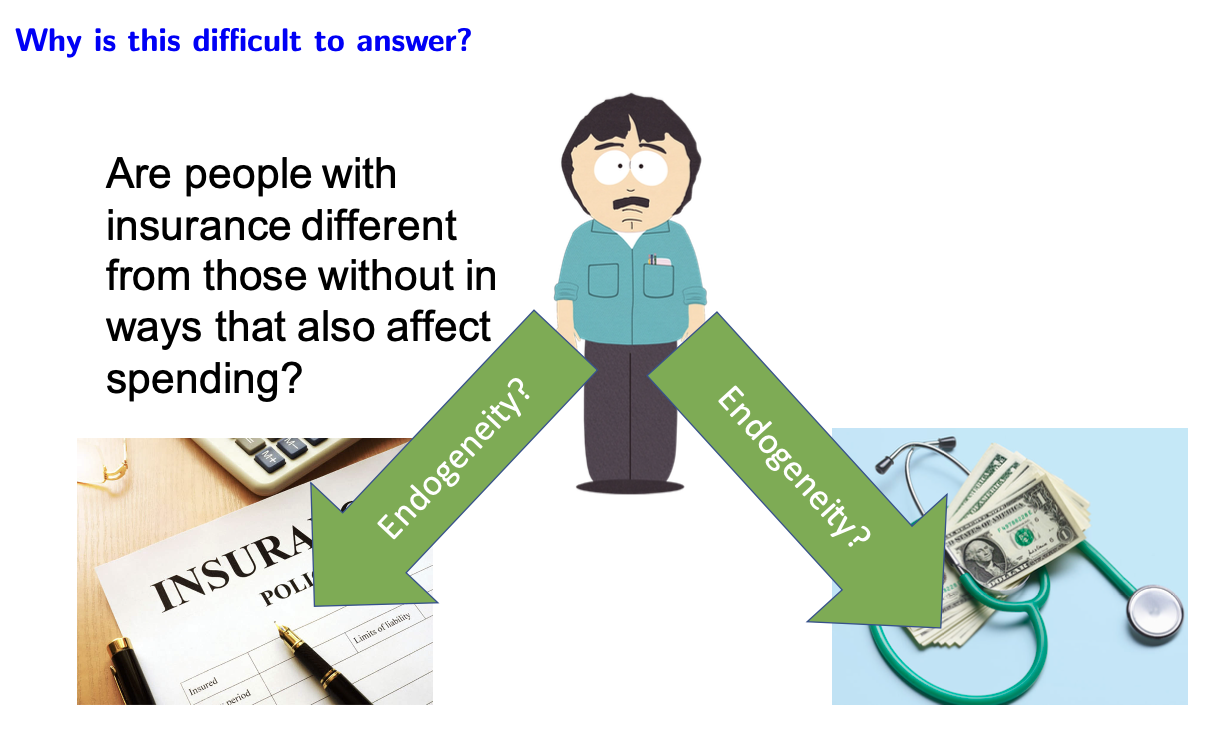 Why is this difficult to answer?
Are people with
insurance different
from those without in
ways that also affect
spending?
Endogeneity?
Endogeneity?
M+
M−
INSURA
POLI
Limits of liability
Insured
period
1